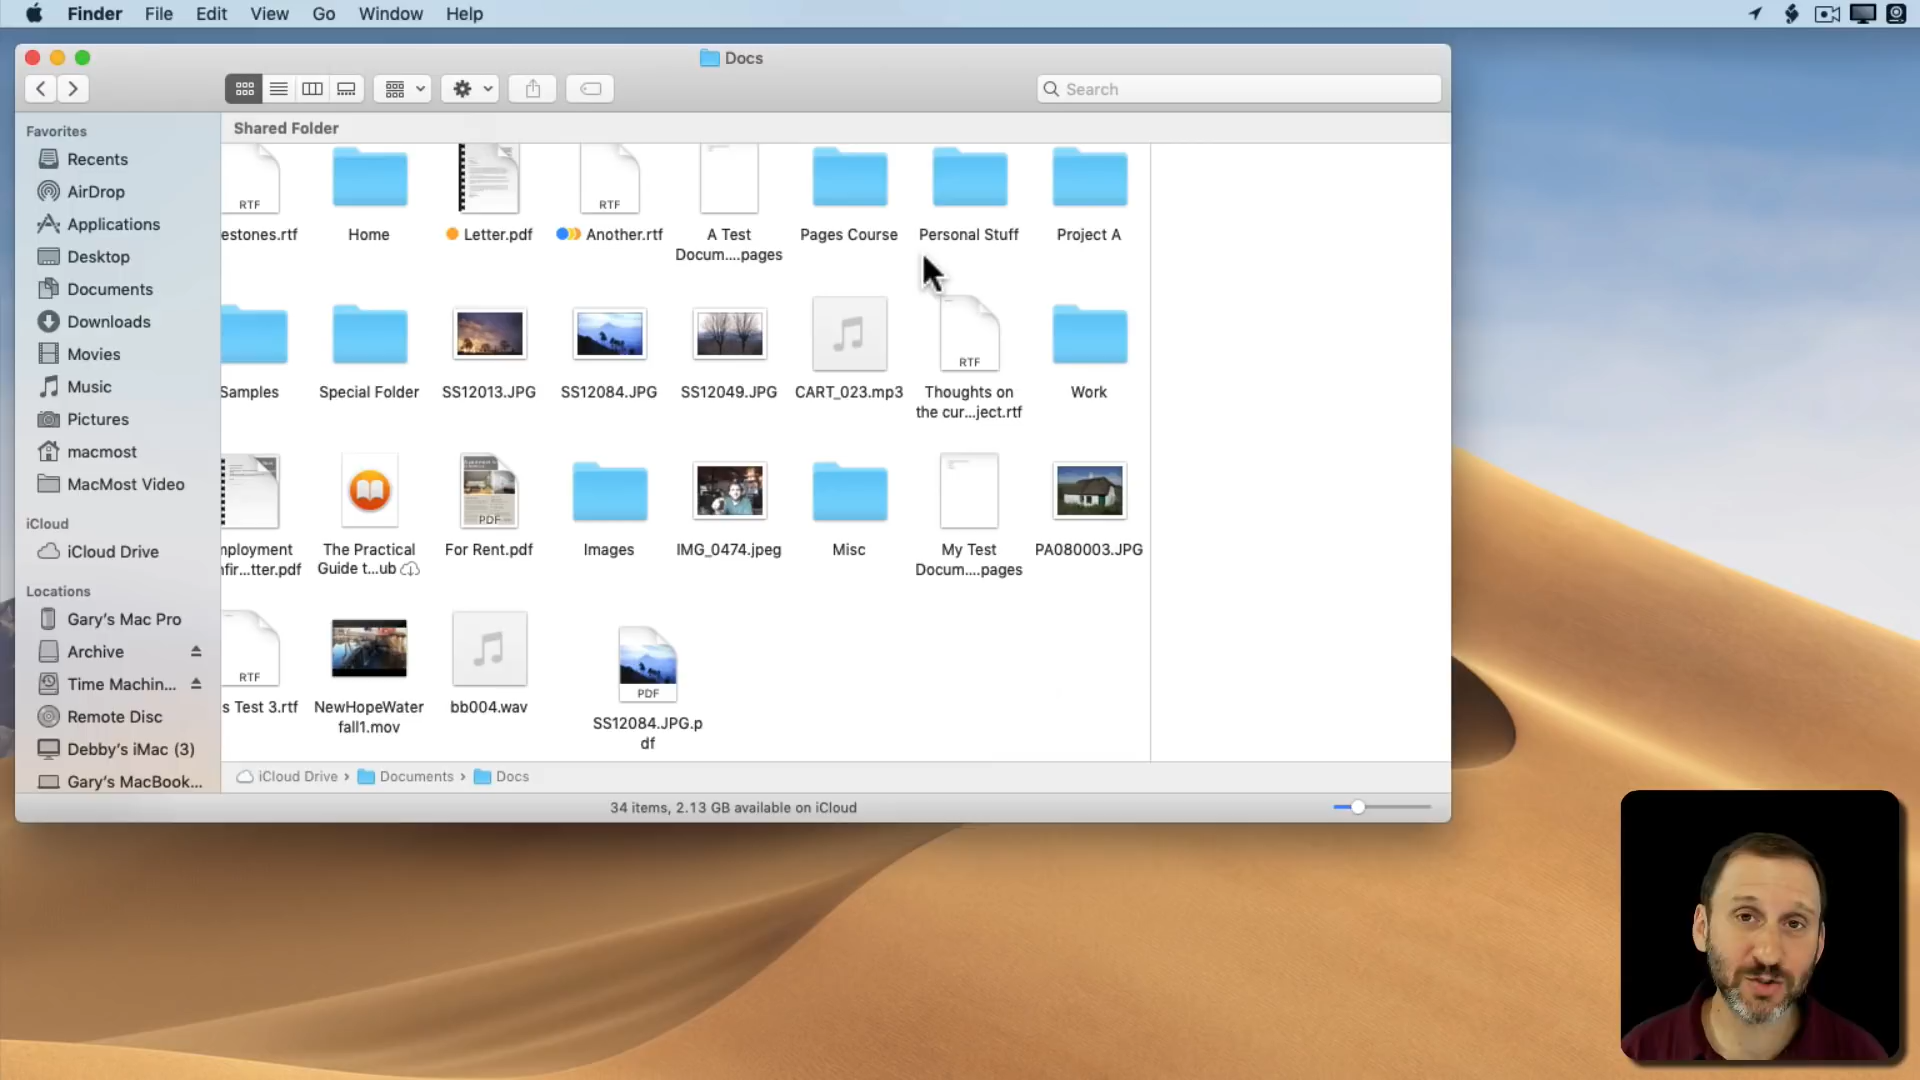 Finder File Edit View Go Window Help
Docs
Search
Favorites
Recents
AirDrop
Applications
Desktop
Documents
Downloads
Movies
Music
Pictures
macmost
MacMost Video
iCloud
iCloud Drive
Locations
Gary's Mac Pro
Archive
Time Machin...
Remote Disc
Debby's iMac (3)
Gary's MacBook...
Shared Folder
RTF RTF
estones.rtf Home Letter.pdf Another.rtf A Test Pages Course Personal Stuff Project A
Docum....pages
RTF
Samples Special Folder SS12013.JPG SS12084.JPG SS12049.JPG CART_023.mp3 Thoughts on Work
the cur...ject.rtf
PDF
nployment The Practical For Rent.pdf Images IMG_0474.jpeg Misc My Test PA080003.JPG
nfir...tter.pdf Guide t...ub Docum....pages
RTF PDF
s Test 3.rtf NewHopeWater bb004.wav SS12084.JPG.p
fall1.mov df
iCloud Drive › Documents › Docs
34 items, 2.13 GB available on iCloud